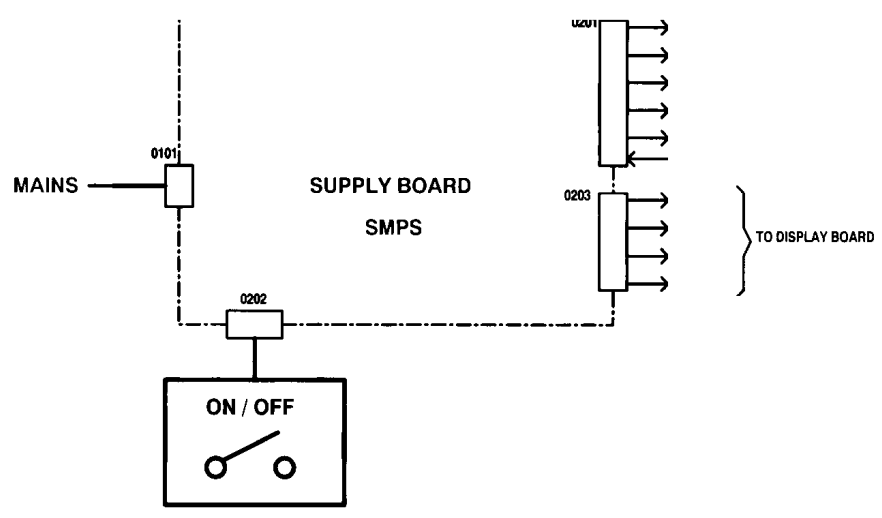 0201
0101
MAINS
SUPPLY BOARD
SMPS
0203
TO DISPLAY BOARD
0202
ON / OFF